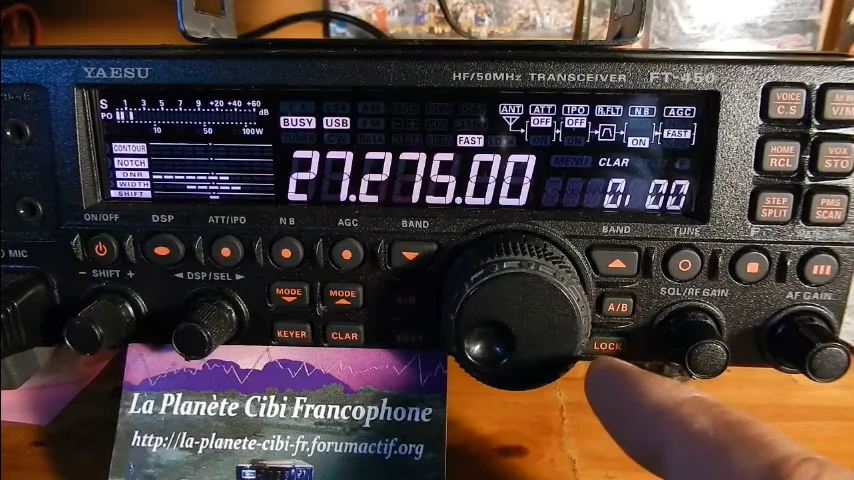 YAESU
HF/50MHz TRANSCEIVER FT-450
S 1 3 5 7 9 +20 +40 +60 dB
PO
10 50 100W
BUSY USB
FAST
ANT ATT IPO R.FLT NB AGC
OFF OFF
ON FAST
MENU CLAR
CONTOUR
NOTCH
DNR
WIDTH
SHIFT
27.275.00
0. 00
VOICE
C.S
V/M
HOME
RCL
VOX
STO
STEP
SPLIT
PMS
SCAN
ON/OFF DSP ATT/IPO NB AGC BAND
BAND TUNE
MIC
− SHIFT +
◄ DSP/SEL ►
MODE MODE
KEYER CLAR
A/B
LOCK
SQL/RF GAIN
AF GAIN
La Planète Cibi Francophone
http://la-planete-cibi-fr.forumactif.org